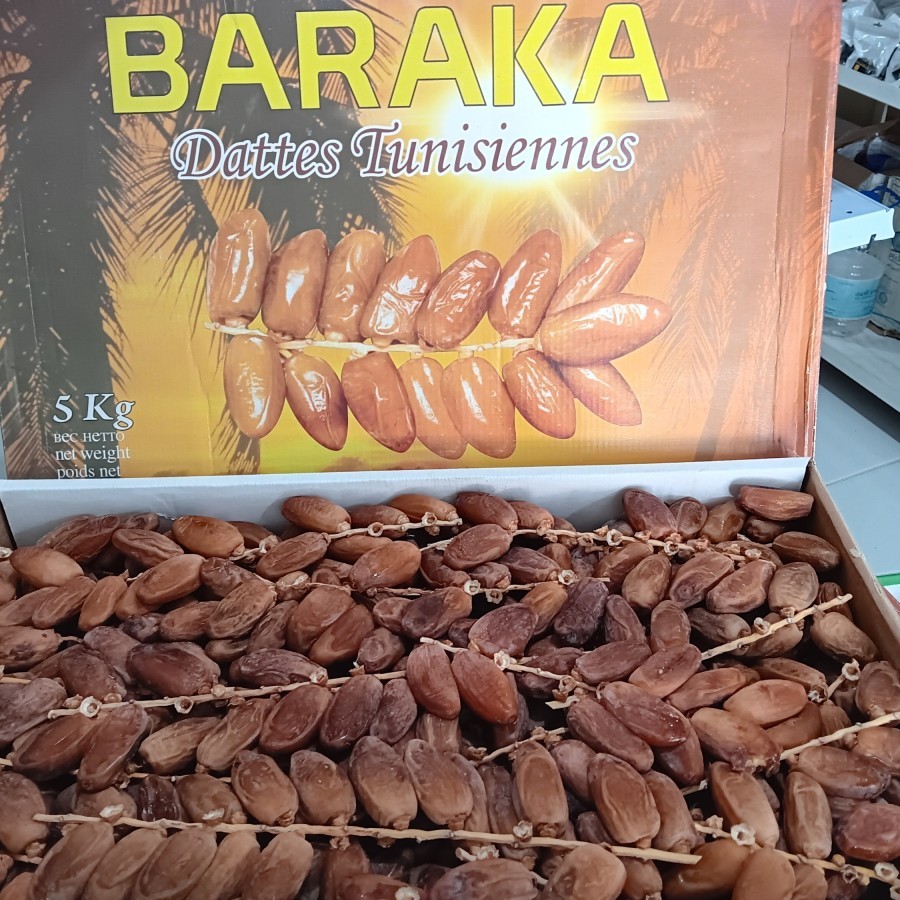 BARAKA
Dattes Tunisiennes
5 Kg
ВЕС НЕТТО
net weight
poids net